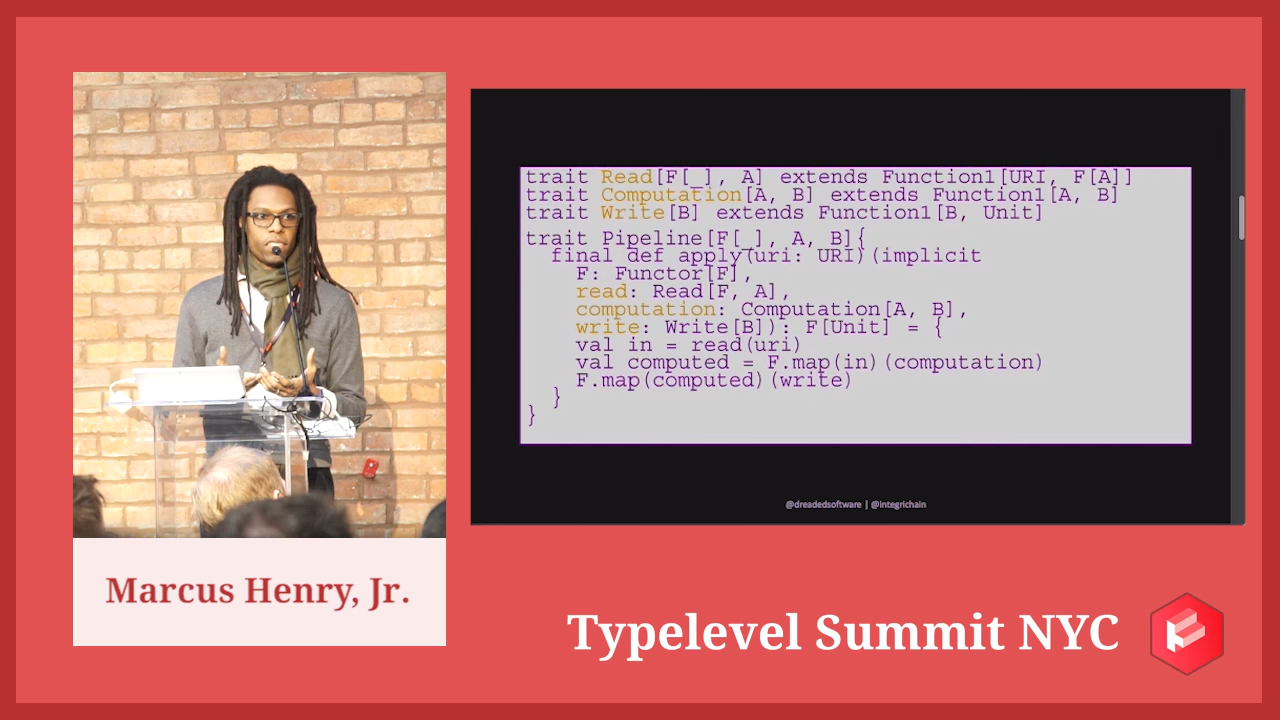 trait Read[F[_], A] extends Function1[URI, F[A]]
trait Computation[A, B] extends Function1[A, B]
trait Write[B] extends Function1[B, Unit]
trait Pipeline[F[_], A, B]{
  final def apply(uri: URI)(implicit
    F: Functor[F],
    read: Read[F, A],
    computation: Computation[A, B],
    write: Write[B]): F[Unit] = {
    val in = read(uri)
    val computed = F.map(in)(computation)
    F.map(computed)(write)
  }
}
@dreadedsoftware | @integrichain
Marcus Henry, Jr.
Typelevel Summit NYC